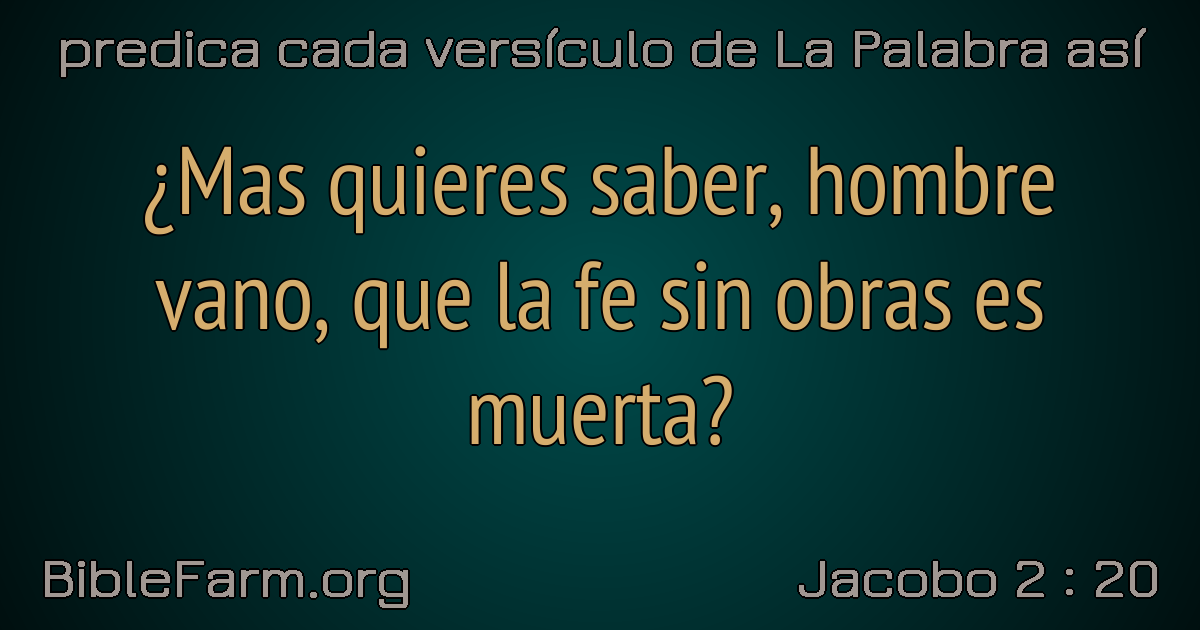 predica cada versículo de La Palabra así
¿Mas quieres saber, hombre
vano, que la fe sin obras es
muerta?
BibleFarm.org
Jacobo 2 : 20